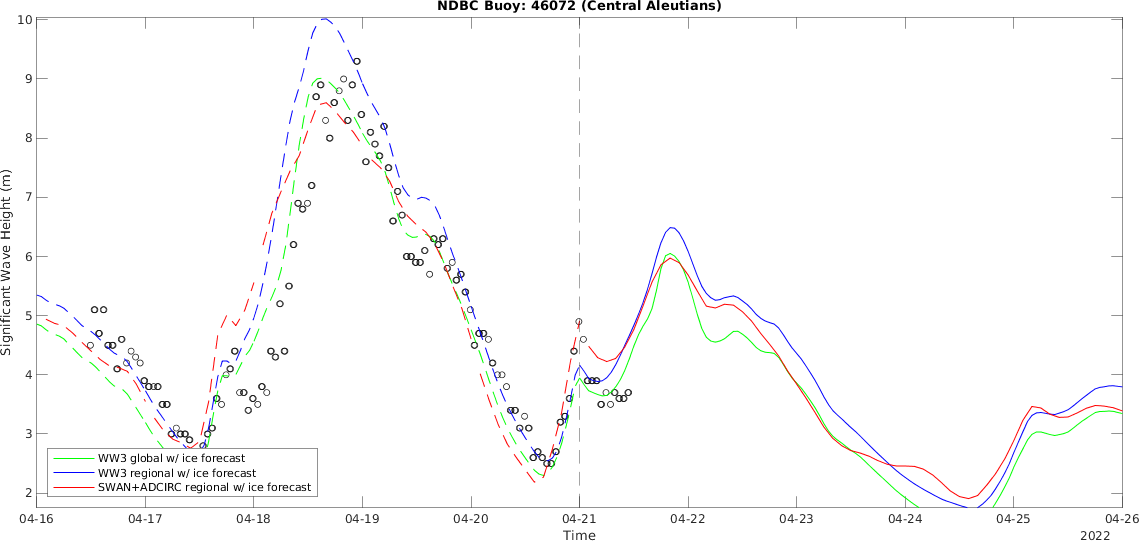 NDBC Buoy: 46072 (Central Aleutians)
10
9
8
7
6
5
4
3
2
Significant Wave Height (m)
WW3 global w/ ice forecast
WW3 regional w/ ice forecast
SWAN+ADCIRC regional w/ ice forecast
04-16 04-17 04-18 04-19 04-20 04-21 04-22 04-23 04-24 04-25 04-26
Time
2022